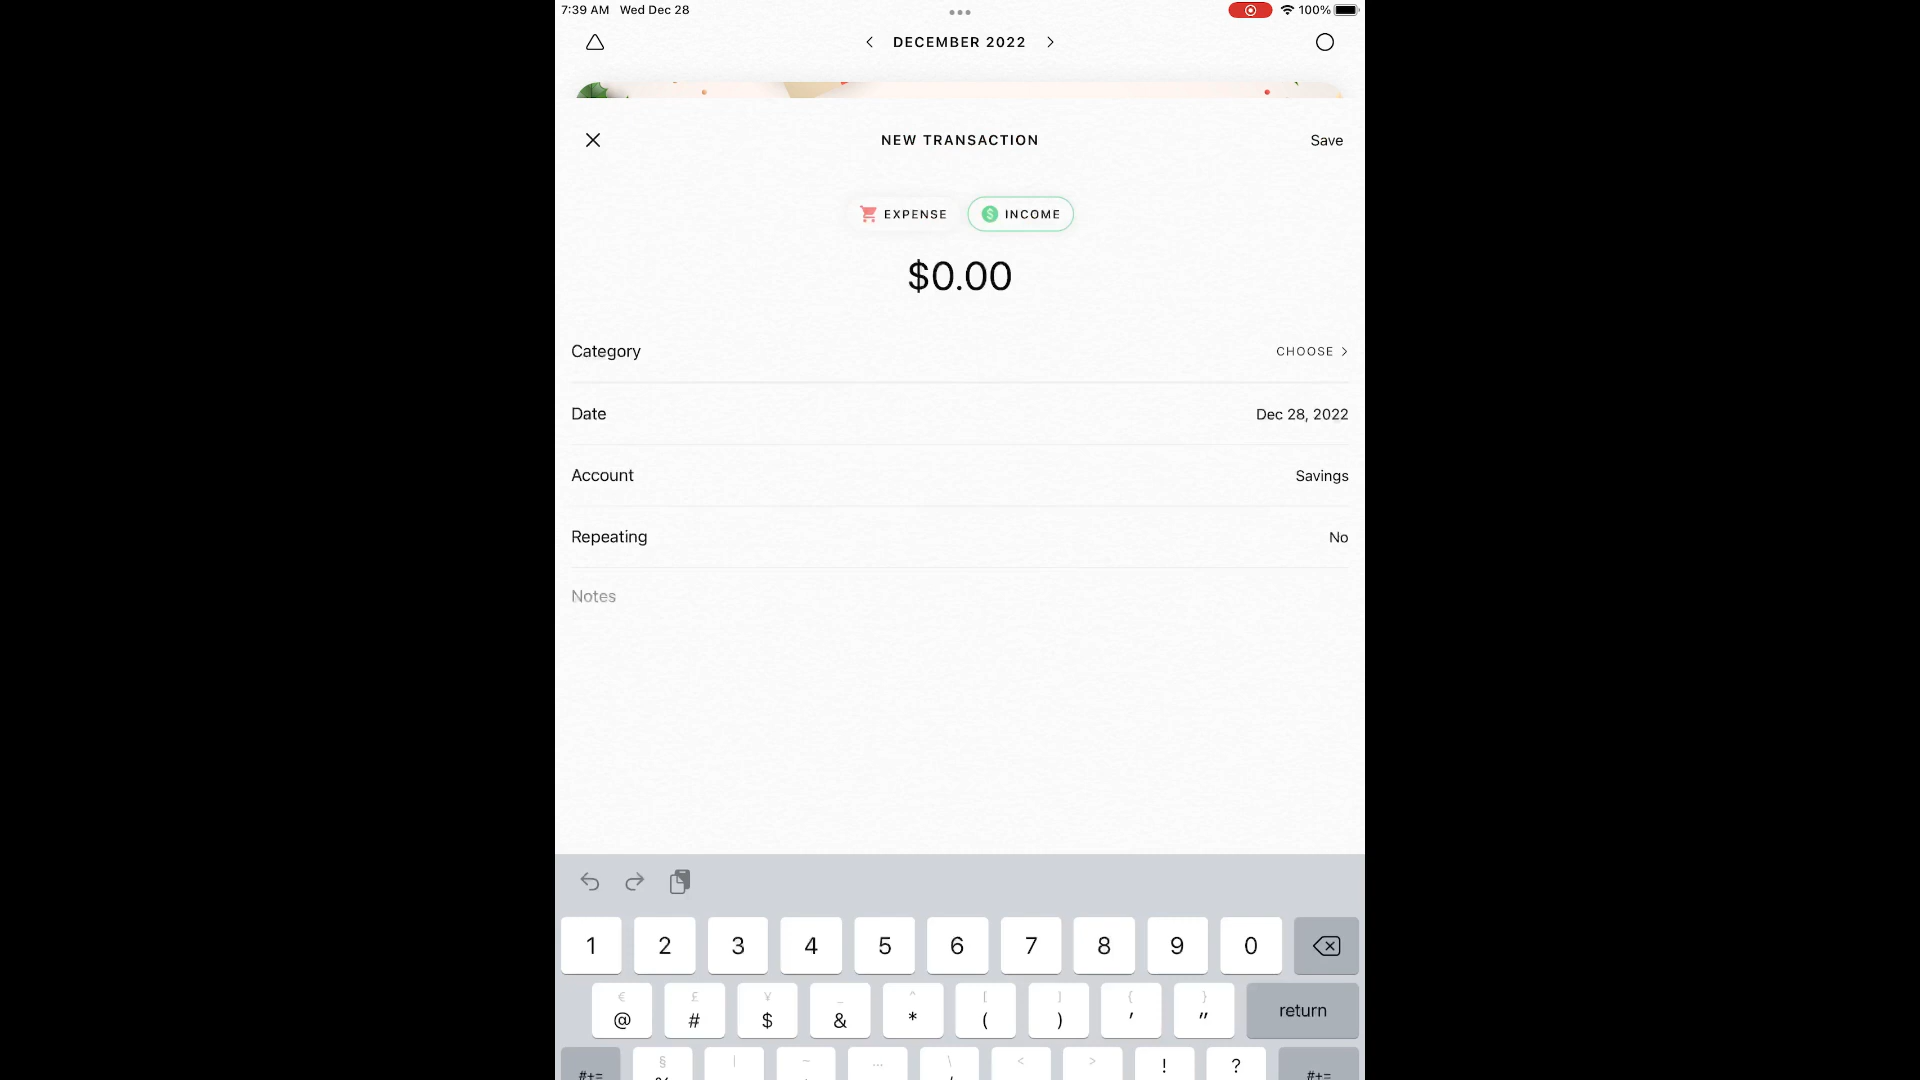 7:39 AM Wed Dec 28
100%
DECEMBER 2022
NEW TRANSACTION
Save
EXPENSE
INCOME
$0.00
Category
CHOOSE
Date
Dec 28, 2022
Account
Savings
Repeating
No
Notes
1 2 3 4 5 6 7 8 9 0
€ £ ¥ _ ^ [ ] { }
@ # $ & * ( ) ' " return
§ | ~ … \ < >
#+= ! ? #+=